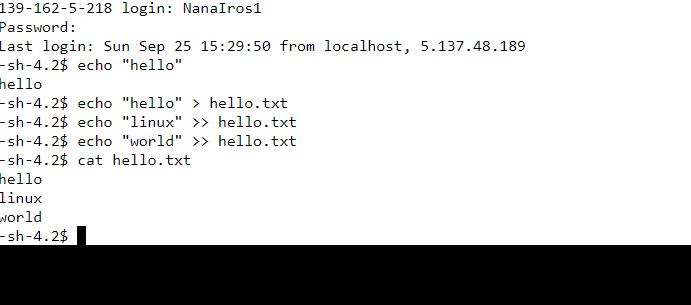 139-162-5-218 login: NanaIros1
Password:
Last login: Sun Sep 25 15:29:50 from localhost, 5.137.48.189
-sh-4.2$ echo "hello"
hello
-sh-4.2$ echo "hello" > hello.txt
-sh-4.2$ echo "linux" >> hello.txt
-sh-4.2$ echo "world" >> hello.txt
-sh-4.2$ cat hello.txt
hello
linux
world
-sh-4.2$